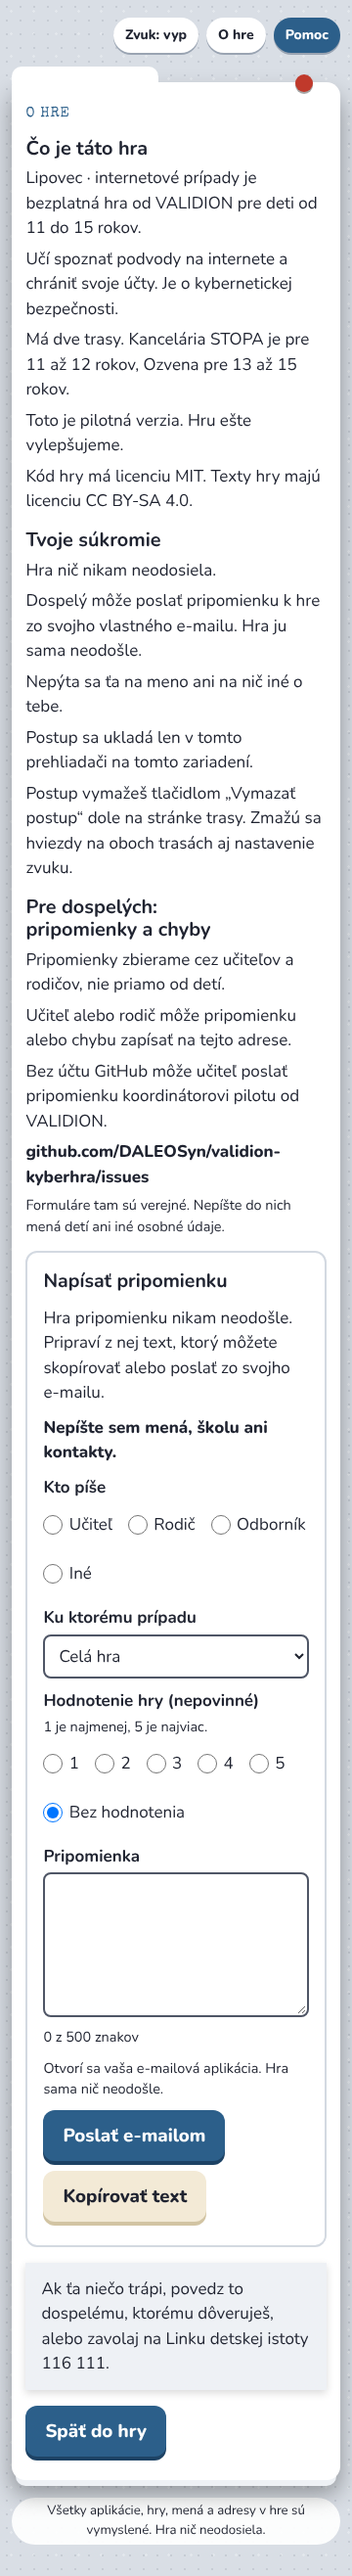 Zvuk: vyp
O hre
Pomoc
O HRE
Čo je táto hra
Lipovec · internetové prípady je
bezplatná hra od VALIDION pre deti od
11 do 15 rokov.
Učí spoznať podvody na internete a
chrániť svoje účty. Je o kybernetickej
bezpečnosti.
Má dve trasy. Kancelária STOPA je pre
11 až 12 rokov, Ozvena pre 13 až 15
rokov.
Toto je pilotná verzia. Hru ešte
vylepšujeme.
Kód hry má licenciu MIT. Texty hry majú
licenciu CC BY-SA 4.0.
Tvoje súkromie
Hra nič nikam neodosiela.
Dospelý môže poslať pripomienku k hre
zo svojho vlastného e-mailu. Hra ju
sama neodošle.
Nepýta sa ťa na meno ani na nič iné o
tebe.
Postup sa ukladá len v tomto
prehliadači na tomto zariadení.
Postup vymažeš tlačidlom „Vymazať
postup“ dole na stránke trasy. Zmažú sa
hviezdy na oboch trasách aj nastavenie
zvuku.
Pre dospelých:
pripomienky a chyby
Pripomienky zbierame cez učiteľov a
rodičov, nie priamo od detí.
Učiteľ alebo rodič môže pripomienku
alebo chybu zapísať na tejto adrese.
Bez účtu GitHub môže učiteľ poslať
pripomienku koordinátorovi pilotu od
VALIDION.
github.com/DALEOSyn/validion-
kyberhra/issues
Formuláre tam sú verejné. Nepíšte do nich
mená detí ani iné osobné údaje.
Napísať pripomienku
Hra pripomienku nikam neodošle.
Pripraví z nej text, ktorý môžete
skopírovať alebo poslať zo svojho
e-mailu.
Nepíšte sem mená, školu ani
kontakty.
Kto píše
Učiteľ
Rodič
Odborník
Iné
Ku ktorému prípadu
Celá hra
Hodnotenie hry (nepovinné)
1 je najmenej, 5 je najviac.
1
2
3
4
5
Bez hodnotenia
Pripomienka
0 z 500 znakov
Otvorí sa vaša e-mailová aplikácia. Hra
sama nič neodošle.
Poslať e-mailom
Kopírovať text
Ak ťa niečo trápi, povedz to
dospelému, ktorému dôveruješ,
alebo zavolaj na Linku detskej istoty
116 111.
Späť do hry
Všetky aplikácie, hry, mená a adresy v hre sú
vymyslené. Hra nič neodosiela.